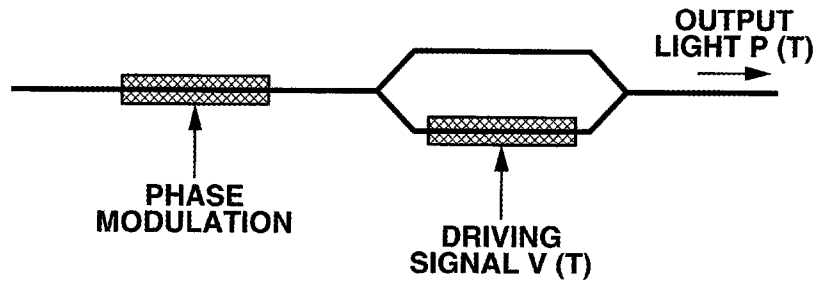 OUTPUT
LIGHT P (T)
PHASE
MODULATION
DRIVING
SIGNAL V (T)